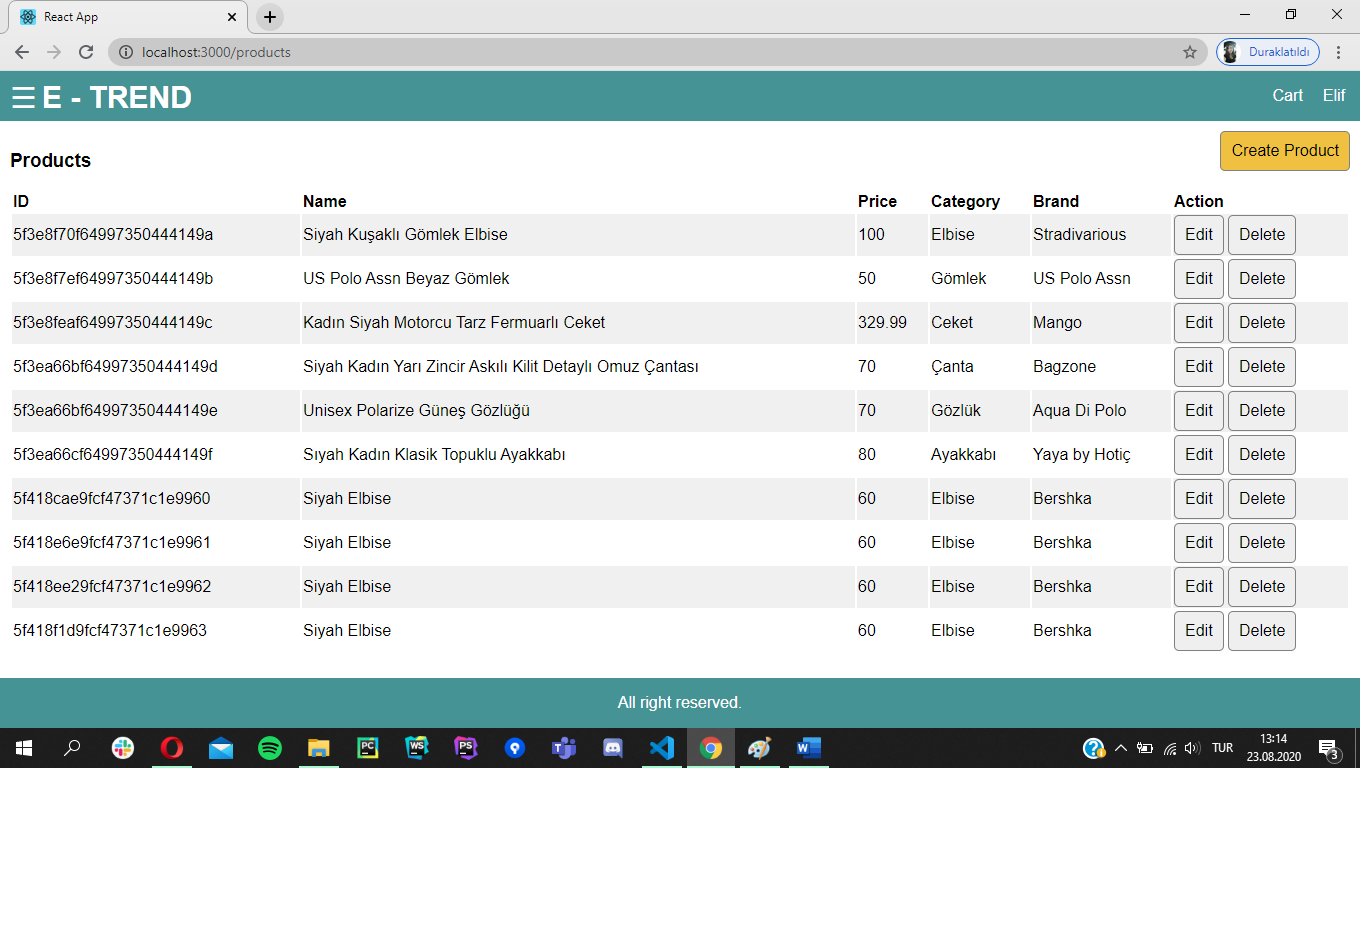 React App
localhost:3000/products
Duraklatıldı
☰ E - TREND
Cart Elif
Products
Create Product
ID Name Price Category Brand Action
5f3e8f70f64997350444149a Siyah Kuşaklı Gömlek Elbise 100 Elbise Stradivarious Edit Delete
5f3e8f7ef64997350444149b US Polo Assn Beyaz Gömlek 50 Gömlek US Polo Assn Edit Delete
5f3e8feaf64997350444149c Kadın Siyah Motorcu Tarz Fermuarlı Ceket 329.99 Ceket Mango Edit Delete
5f3ea66bf64997350444149d Siyah Kadın Yarı Zincir Askılı Kilit Detaylı Omuz Çantası 70 Çanta Bagzone Edit Delete
5f3ea66bf64997350444149e Unisex Polarize Güneş Gözlüğü 70 Gözlük Aqua Di Polo Edit Delete
5f3ea66cf64997350444149f Sıyah Kadın Klasik Topuklu Ayakkabı 80 Ayakkabı Yaya by Hotiç Edit Delete
5f418cae9fcf47371c1e9960 Siyah Elbise 60 Elbise Bershka Edit Delete
5f418e6e9fcf47371c1e9961 Siyah Elbise 60 Elbise Bershka Edit Delete
5f418ee29fcf47371c1e9962 Siyah Elbise 60 Elbise Bershka Edit Delete
5f418f1d9fcf47371c1e9963 Siyah Elbise 60 Elbise Bershka Edit Delete
All right reserved.
PC WS PS T W TUR 13:14
23.08.2020 3